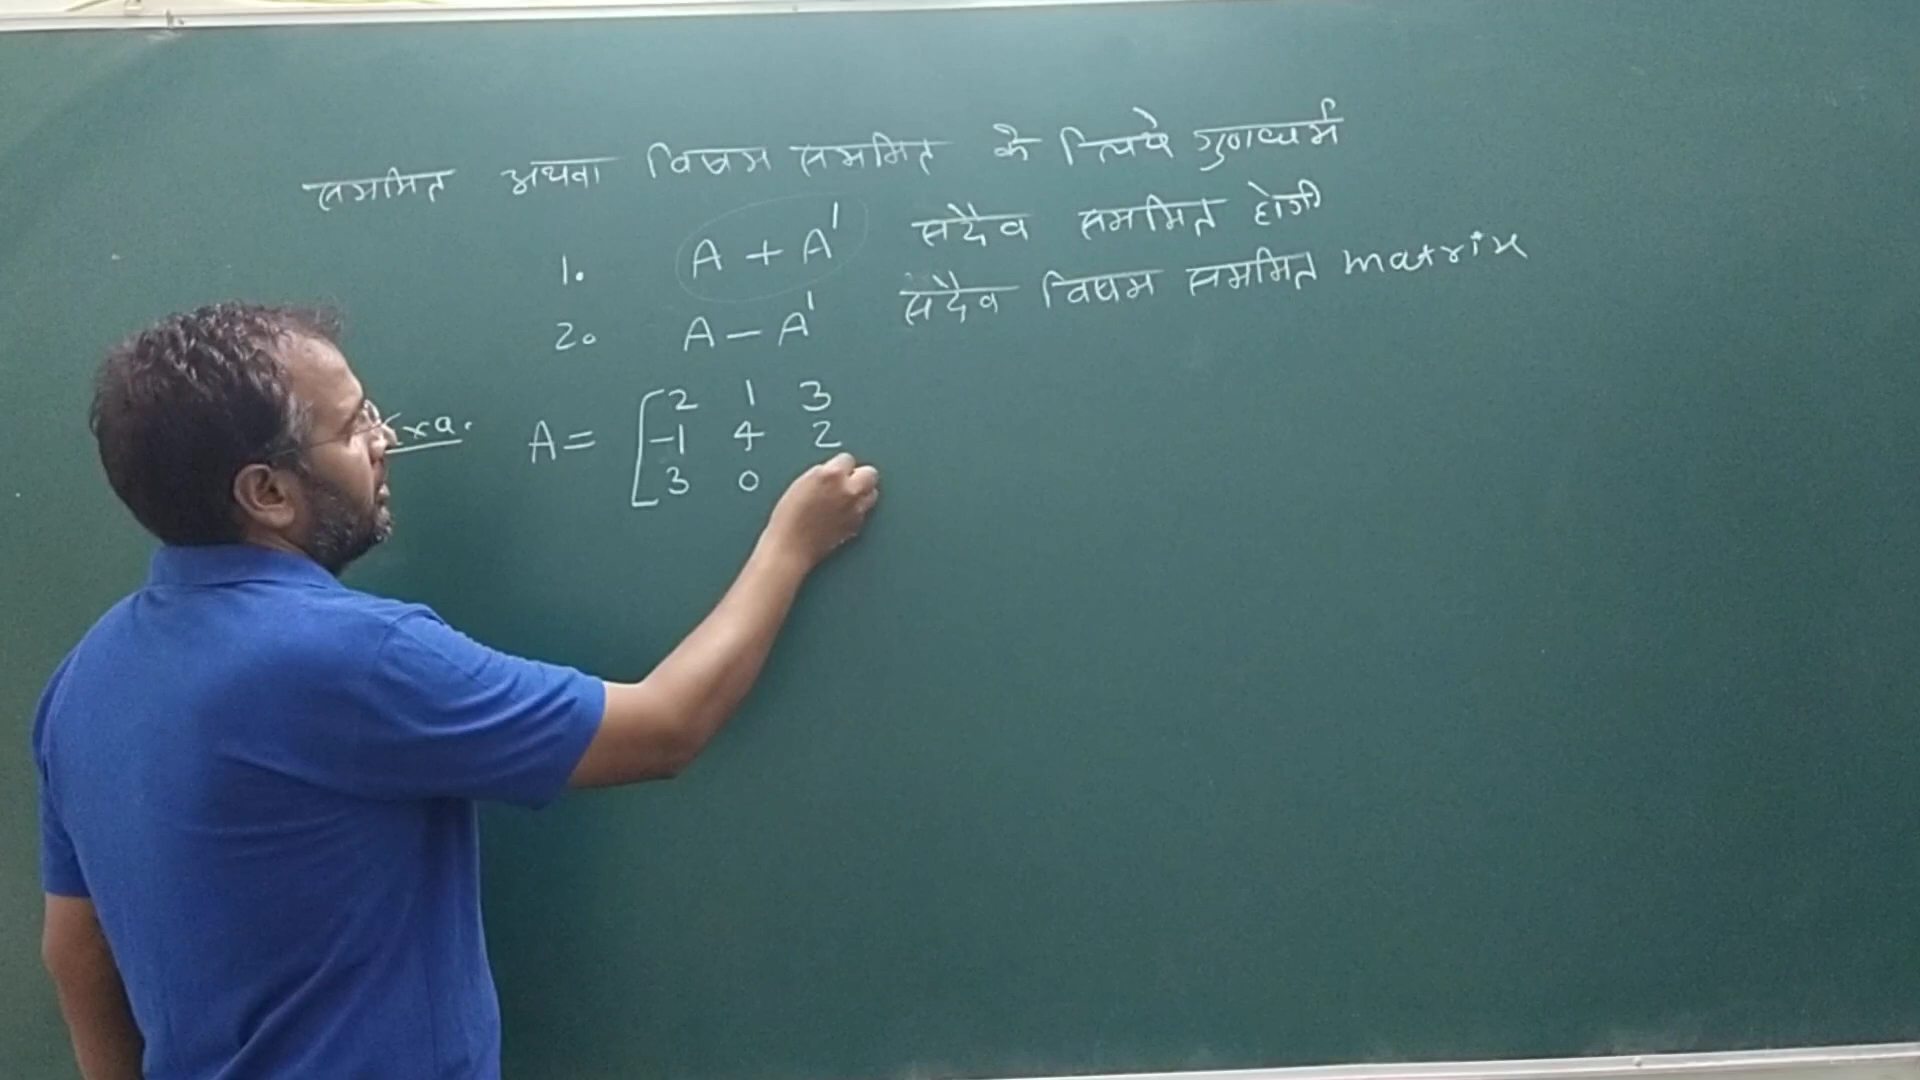 सममित अथवा विषम सममित के लिये गुणधर्म
1. A + A' सदैव सममित होगी
2. A - A' सदैव विषम सममित matrix
Exa. A = [ 2 1 3
-1 4 2
3 0